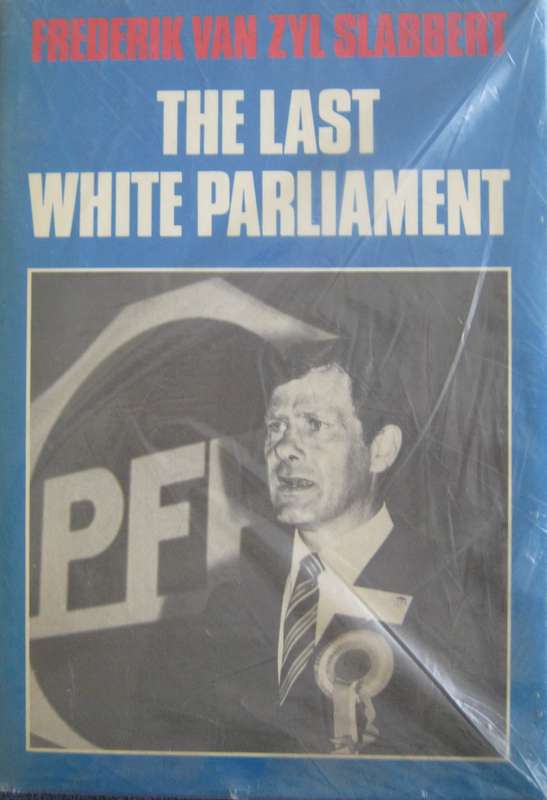 FREDERIK VAN ZYL SLABBERT
THE LAST
WHITE PARLIAMENT
PF